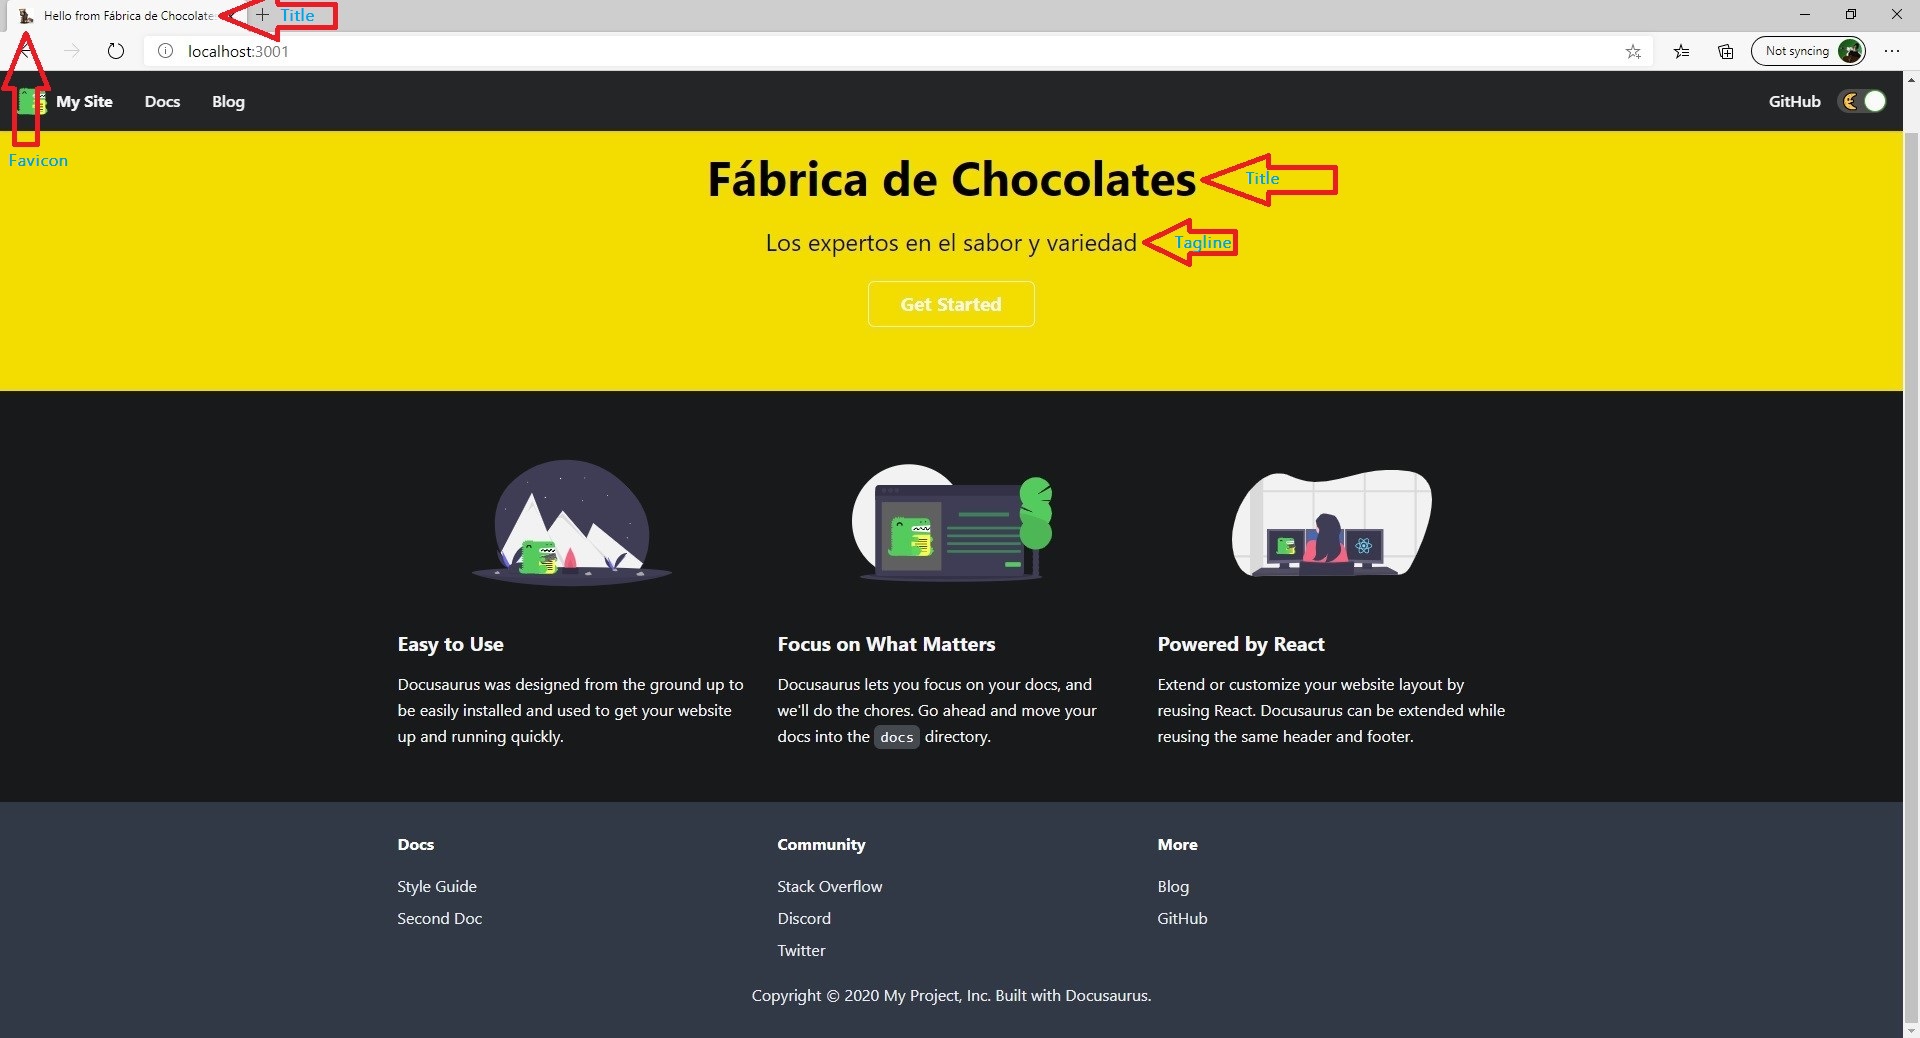 Hello from Fábrica de Chocolate
Title
localhost:3001
Not syncing
My Site
Docs
Blog
GitHub
Favicon
Fábrica de Chocolates
Title
Los expertos en el sabor y variedad
Tagline
Get Started
Easy to Use
Docusaurus was designed from the ground up to
be easily installed and used to get your website
up and running quickly.
Focus on What Matters
Docusaurus lets you focus on your docs, and
we'll do the chores. Go ahead and move your
docs into the docs directory.
Powered by React
Extend or customize your website layout by
reusing React. Docusaurus can be extended while
reusing the same header and footer.
Docs
Style Guide
Second Doc
Community
Stack Overflow
Discord
Twitter
More
Blog
GitHub
Copyright © 2020 My Project, Inc. Built with Docusaurus.